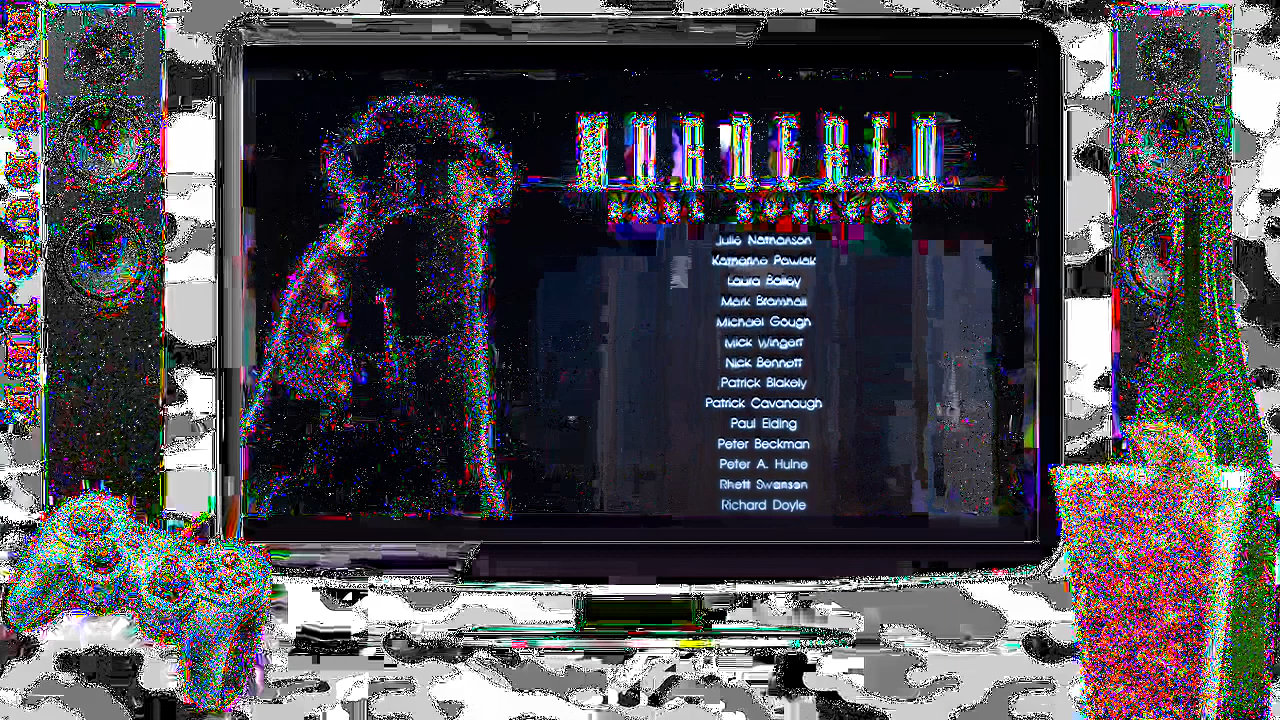 Julie Nathanson
Katherine Pawlak
Laura Bailey
Mark Bramhall
Michael Gough
Mick Wingert
Nick Bennett
Patrick Blakely
Patrick Cavanaugh
Paul Eiding
Peter Beckman
Peter A. Hulne
Rhett Swanson
Richard Doyle